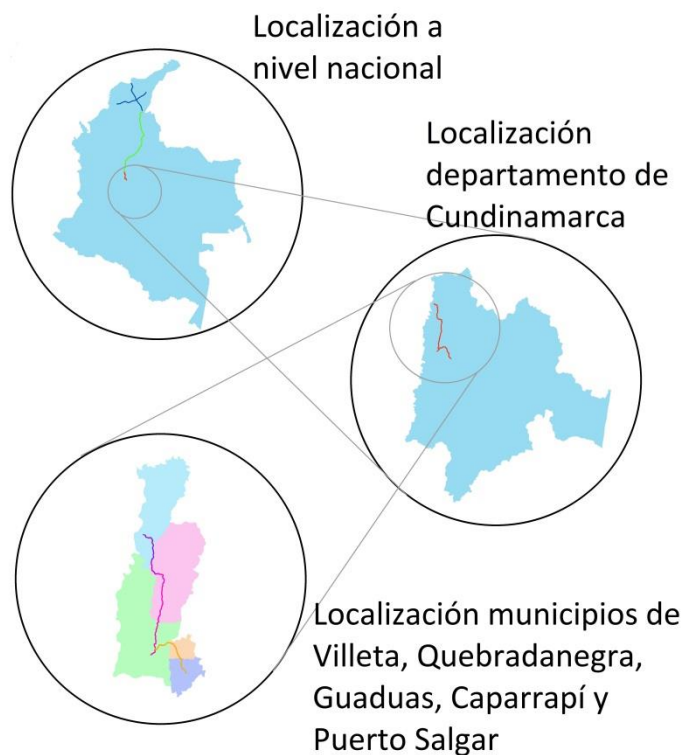 Localización a
nivel nacional
Localización
departamento de
Cundinamarca
Localización municipios de
Villeta, Quebradanegra,
Guaduas, Caparrapí y
Puerto Salgar